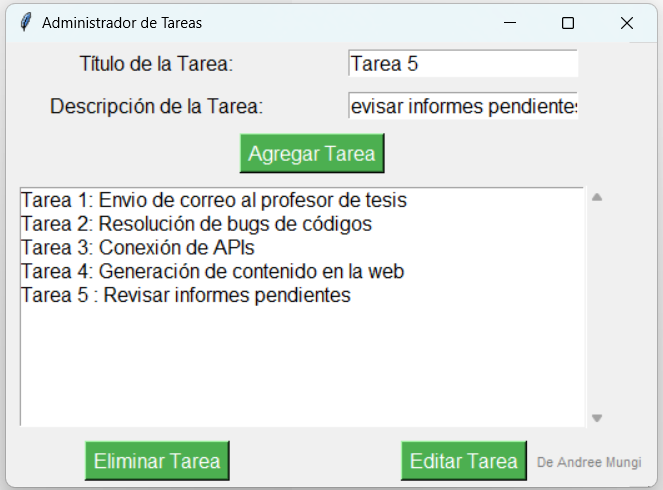 Administrador de Tareas
Título de la Tarea: Tarea 5
Descripción de la Tarea: evisar informes pendientes
Agregar Tarea
Tarea 1: Envio de correo al profesor de tesis
Tarea 2: Resolución de bugs de códigos
Tarea 3: Conexión de APIs
Tarea 4: Generación de contenido en la web
Tarea 5 : Revisar informes pendientes
Eliminar Tarea Editar Tarea De Andree Mungi